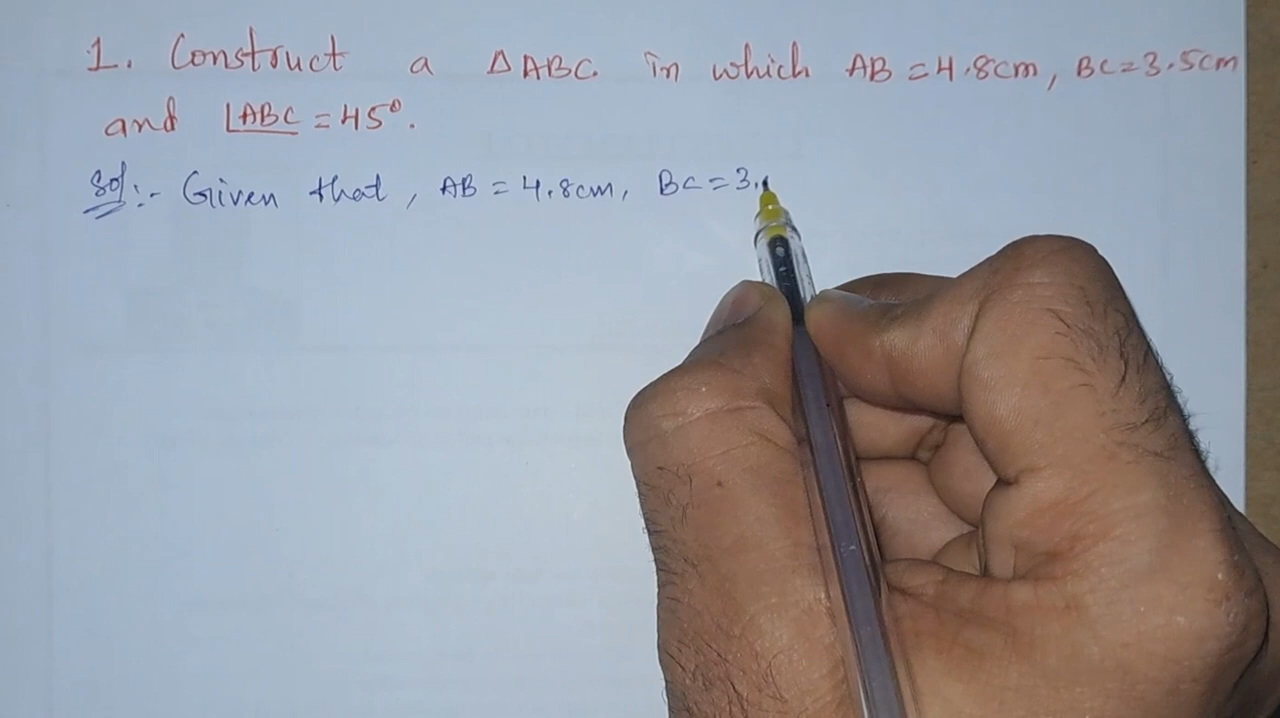 1. Construct a ΔABC in which AB = 4.8cm, BC = 3.5cm
and ∠ABC = 45°.
Sol:- Given that, AB = 4.8cm, BC = 3.